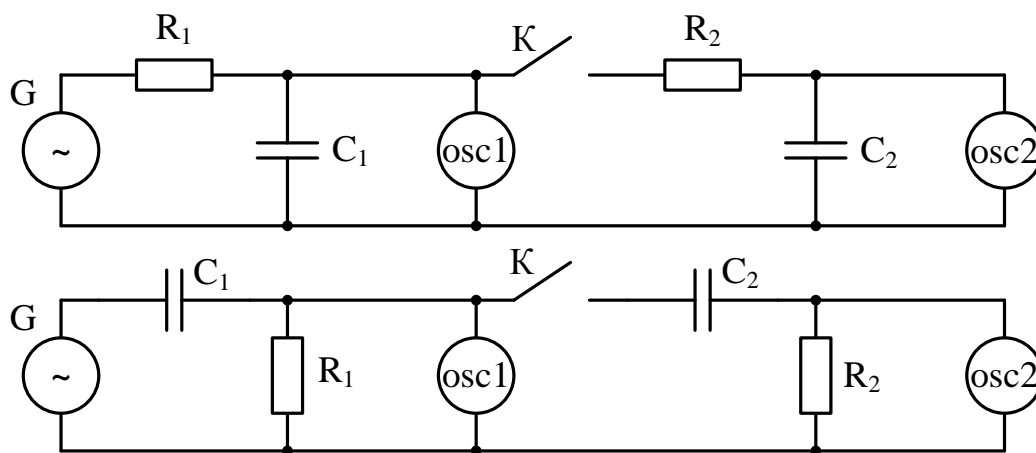 R₁ К R₂
G
~ C₁ osc1 C₂ osc2
C₁ К C₂
G
~ R₁ osc1 R₂ osc2